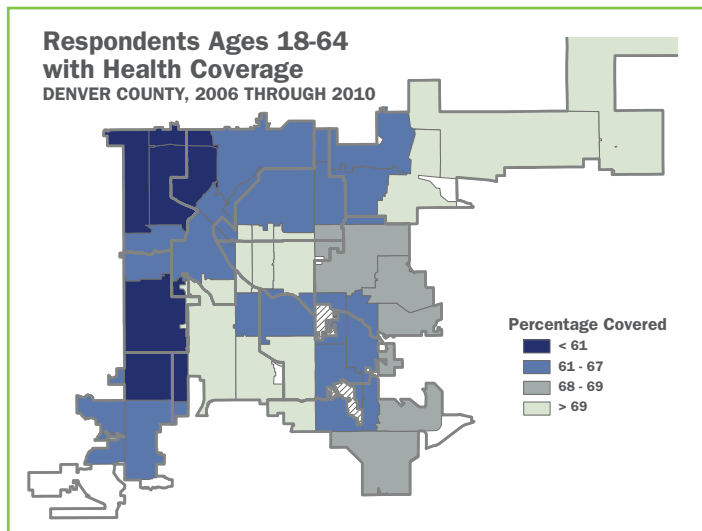 Respondents Ages 18-64
with Health Coverage
DENVER COUNTY, 2006 THROUGH 2010
Percentage Covered
< 61
61 - 67
68 - 69
> 69